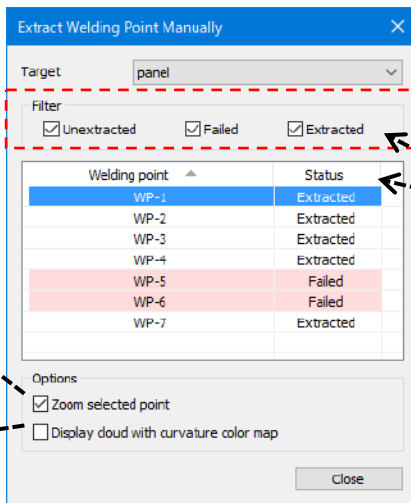 Extract Welding Point Manually
Target panel
Filter
Unextracted Failed Extracted
Welding point Status
WP-1 Extracted
WP-2 Extracted
WP-3 Extracted
WP-4 Extracted
WP-5 Failed
WP-6 Failed
WP-7 Extracted
Options
Zoom selected point
Display cloud with curvature color map
Close